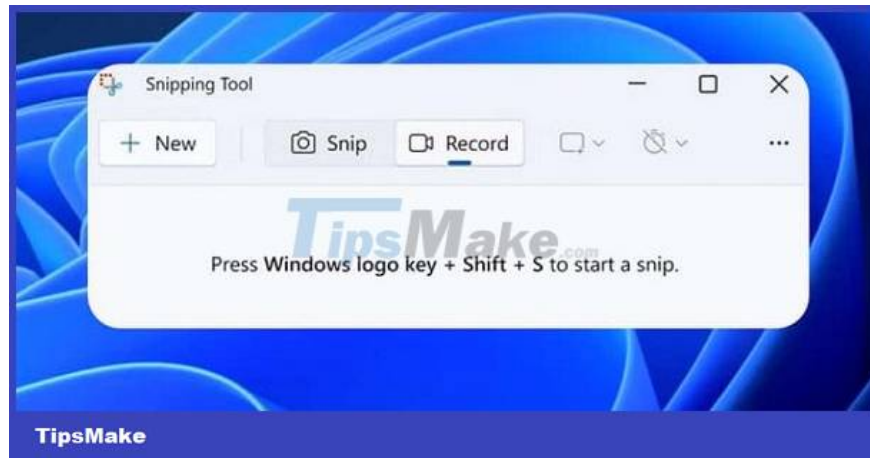 Snipping Tool
+ New Snip Record ...
TipsMake.com
Press Windows logo key + Shift + S to start a snip.
TipsMake